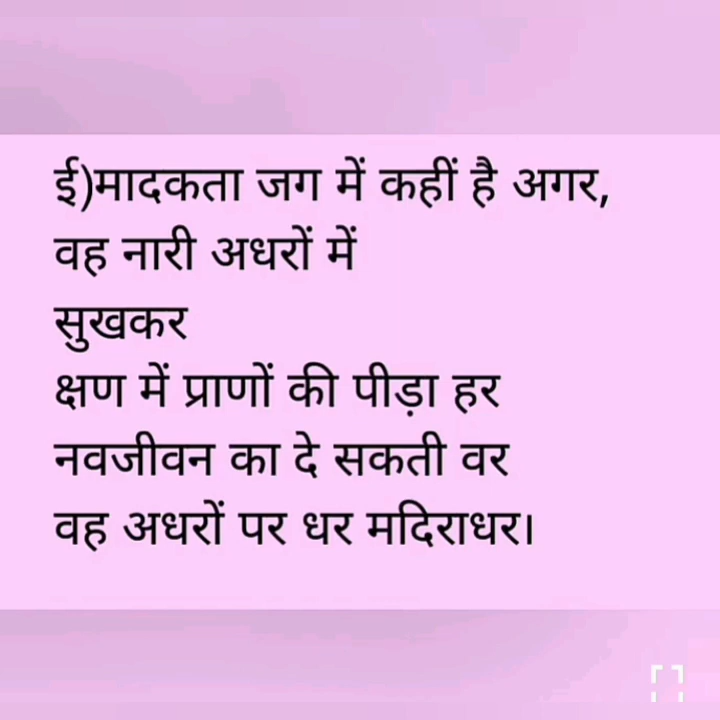 ई)मादकता जग में कहीं है अगर,
वह नारी अधरों में
सुखकर
क्षण में प्राणों की पीड़ा हर
नवजीवन का दे सकती वर
वह अधरों पर धर मदिराधर।